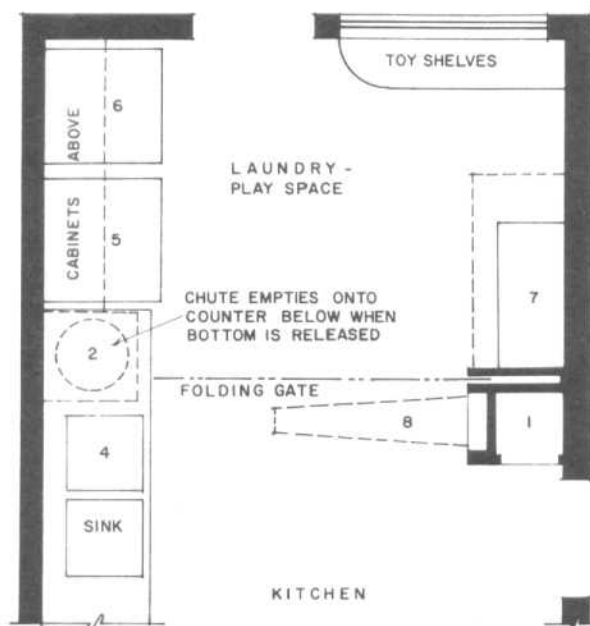 TOY SHELVES
6
ABOVE
LAUNDRY -
PLAY SPACE
CABINETS
5
7
CHUTE EMPTIES ONTO
COUNTER BELOW WHEN
BOTTOM IS RELEASED
2
FOLDING GATE
8
1
4
SINK
KITCHEN